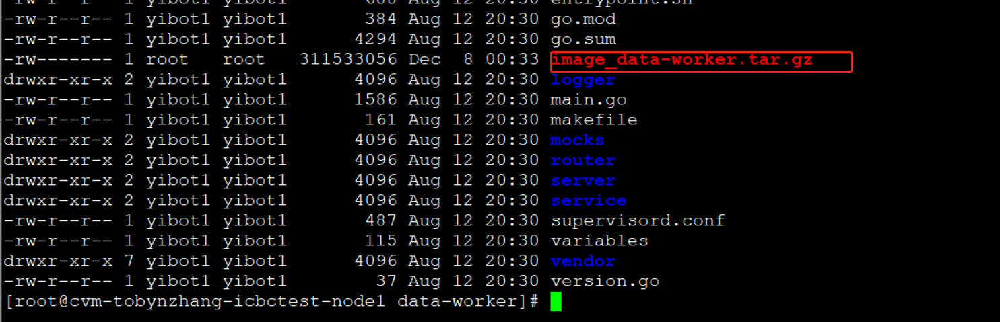 -rw-r--r-- 1 yibot1 yibot1 686 Aug 12 20:30 entrypoint.sh
-rw-r--r-- 1 yibot1 yibot1 384 Aug 12 20:30 go.mod
-rw-r--r-- 1 yibot1 yibot1 4294 Aug 12 20:30 go.sum
-rw------- 1 root root 311533056 Dec 8 00:33 image_data-worker.tar.gz
drwxr-xr-x 2 yibot1 yibot1 4096 Aug 12 20:30 logger
-rw-r--r-- 1 yibot1 yibot1 1586 Aug 12 20:30 main.go
-rw-r--r-- 1 yibot1 yibot1 161 Aug 12 20:30 makefile
drwxr-xr-x 2 yibot1 yibot1 4096 Aug 12 20:30 mocks
drwxr-xr-x 2 yibot1 yibot1 4096 Aug 12 20:30 router
drwxr-xr-x 2 yibot1 yibot1 4096 Aug 12 20:30 server
drwxr-xr-x 2 yibot1 yibot1 4096 Aug 12 20:30 service
-rw-r--r-- 1 yibot1 yibot1 487 Aug 12 20:30 supervisord.conf
-rw-r--r-- 1 yibot1 yibot1 115 Aug 12 20:30 variables
drwxr-xr-x 7 yibot1 yibot1 4096 Aug 12 20:30 vendor
-rw-r--r-- 1 yibot1 yibot1 37 Aug 12 20:30 version.go
[root@cvm-tobynzhang-icbctest-node1 data-worker]#